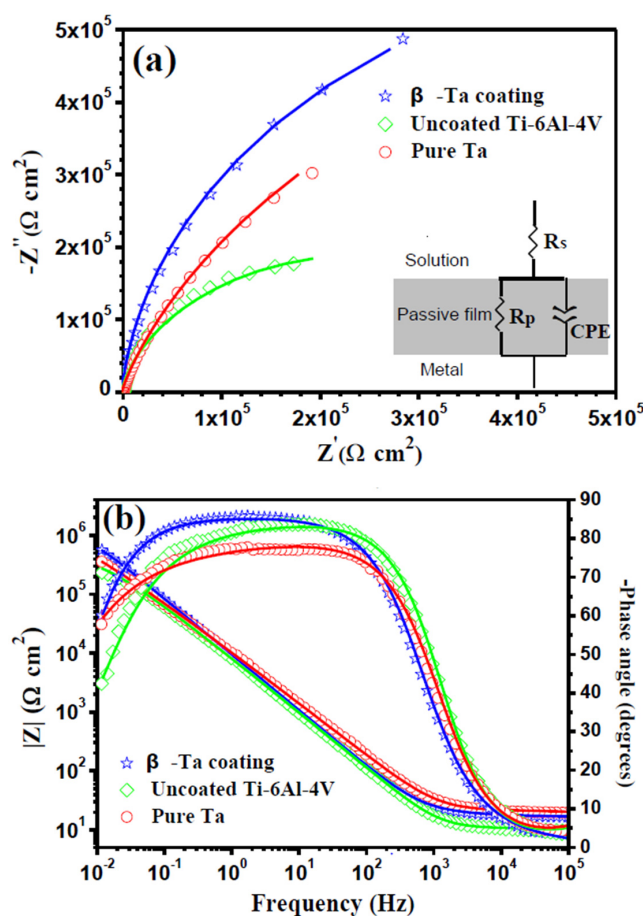 5x10⁵
4x10⁵
3x10⁵
2x10⁵
1x10⁵
0
-Z'' (Ω cm²)
(a)
β -Ta coating
Uncoated Ti-6Al-4V
Pure Ta
Solution
Rs
Passive film
Rp
CPE
Metal
0 1x10⁵ 2x10⁵ 3x10⁵ 4x10⁵ 5x10⁵
Z'(Ω cm²)
(b)
10⁶
10⁵
10⁴
10³
10²
10¹
|Z| (Ω cm²)
90
80
70
60
50
40
30
20
10
0
-Phase angle (degrees)
β -Ta coating
Uncoated Ti-6Al-4V
Pure Ta
10⁻² 10⁻¹ 10⁰ 10¹ 10² 10³ 10⁴ 10⁵
Frequency (Hz)